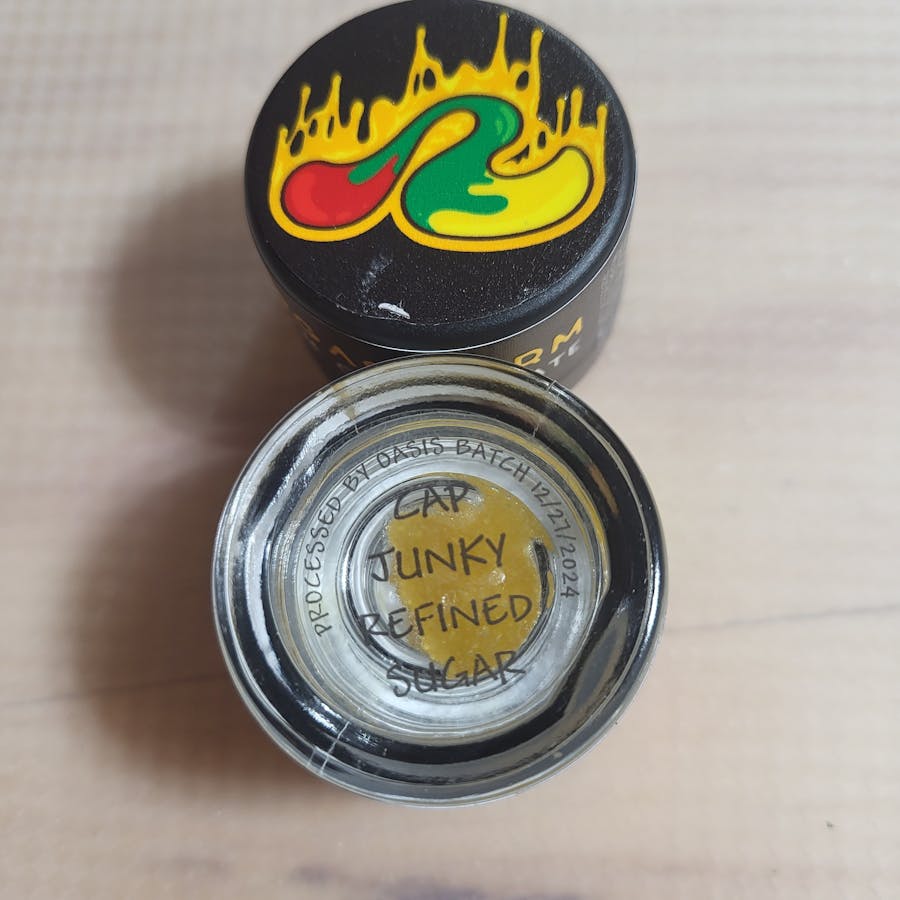 PROCESSED BY OASIS BATCH 12/27/2024
CAP
JUNKY
REFINED
SUGAR